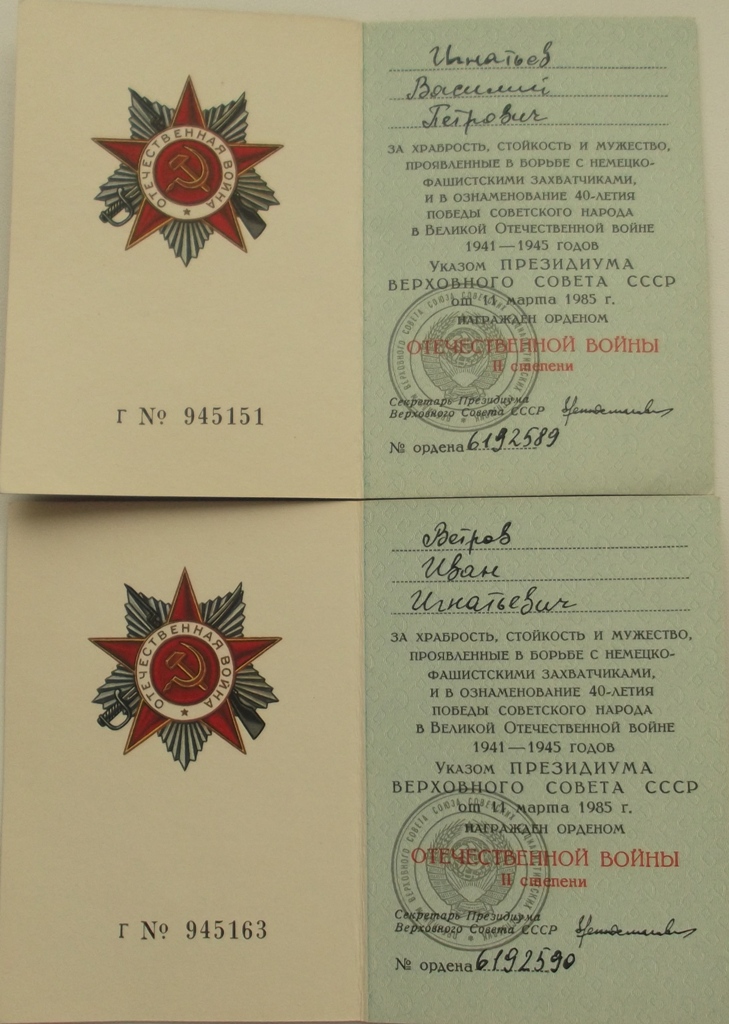 ОТЕЧЕСТВЕННАЯ ВОЙНА
Г № 945151
Игнатьев
Василий
Петрович
ЗА ХРАБРОСТЬ, СТОЙКОСТЬ И МУЖЕСТВО,
ПРОЯВЛЕННЫЕ В БОРЬБЕ С НЕМЕЦКО-
ФАШИСТСКИМИ ЗАХВАТЧИКАМИ,
И В ОЗНАМЕНОВАНИЕ 40-ЛЕТИЯ
ПОБЕДЫ СОВЕТСКОГО НАРОДА
В ВЕЛИКОЙ ОТЕЧЕСТВЕННОЙ ВОЙНЕ
1941—1945 ГОДОВ
УКАЗОМ ПРЕЗИДИУМА
ВЕРХОВНОГО СОВЕТА СССР
от 11 марта 1985 г.
НАГРАЖДЕН ОРДЕНОМ
ОТЕЧЕСТВЕННОЙ ВОЙНЫ
II степени
Секретарь Президиума
Верховного Совета СССР
№ ордена 6192589
ОТЕЧЕСТВЕННАЯ ВОЙНА
Г № 945163
Ветров
Иван
Игнатьевич
ЗА ХРАБРОСТЬ, СТОЙКОСТЬ И МУЖЕСТВО,
ПРОЯВЛЕННЫЕ В БОРЬБЕ С НЕМЕЦКО-
ФАШИСТСКИМИ ЗАХВАТЧИКАМИ,
И В ОЗНАМЕНОВАНИЕ 40-ЛЕТИЯ
ПОБЕДЫ СОВЕТСКОГО НАРОДА
В ВЕЛИКОЙ ОТЕЧЕСТВЕННОЙ ВОЙНЕ
1941—1945 ГОДОВ
УКАЗОМ ПРЕЗИДИУМА
ВЕРХОВНОГО СОВЕТА СССР
от 11 марта 1985 г.
НАГРАЖДЕН ОРДЕНОМ
ОТЕЧЕСТВЕННОЙ ВОЙНЫ
II степени
Секретарь Президиума
Верховного Совета СССР
№ ордена 6192590